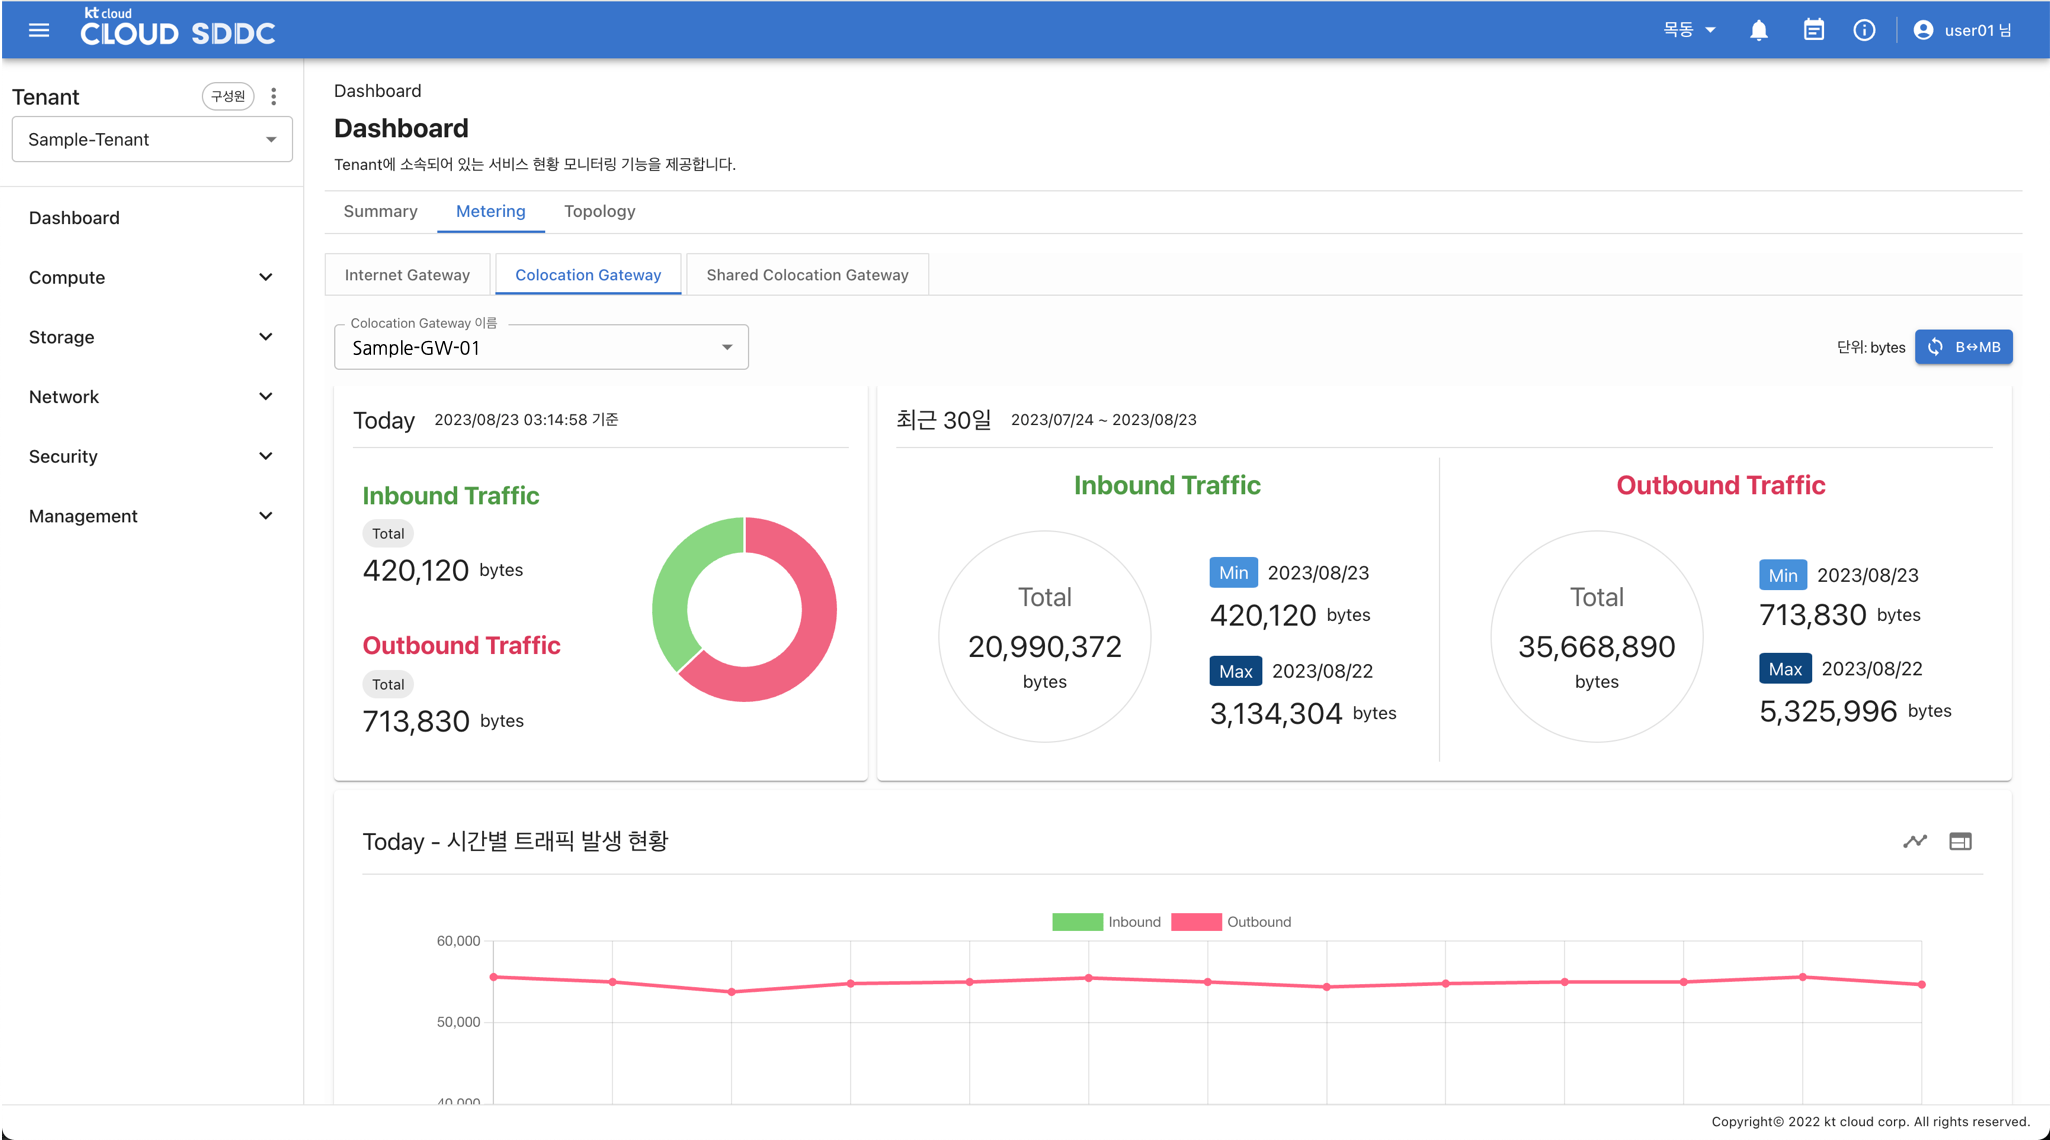 kt cloud
CLOUD SDDC
목동
user01 님
Tenant
구성원
Sample-Tenant
Dashboard
Compute
Storage
Network
Security
Management
Dashboard
Dashboard
Tenant에 소속되어 있는 서비스 현황 모니터링 기능을 제공합니다.
Summary Metering Topology
Internet Gateway Colocation Gateway Shared Colocation Gateway
Colocation Gateway 이름
Sample-GW-01
단위: bytes
B↔MB
Today 2023/08/23 03:14:58 기준
Inbound Traffic
Total
420,120 bytes
Outbound Traffic
Total
713,830 bytes
최근 30일 2023/07/24 ~ 2023/08/23
Inbound Traffic
Total
20,990,372
bytes
Min 2023/08/23
420,120 bytes
Max 2023/08/22
3,134,304 bytes
Outbound Traffic
Total
35,668,890
bytes
Min 2023/08/23
713,830 bytes
Max 2023/08/22
5,325,996 bytes
Today - 시간별 트래픽 발생 현황
Inbound Outbound
60,000
50,000
40,000
Copyright© 2022 kt cloud corp. All rights reserved.